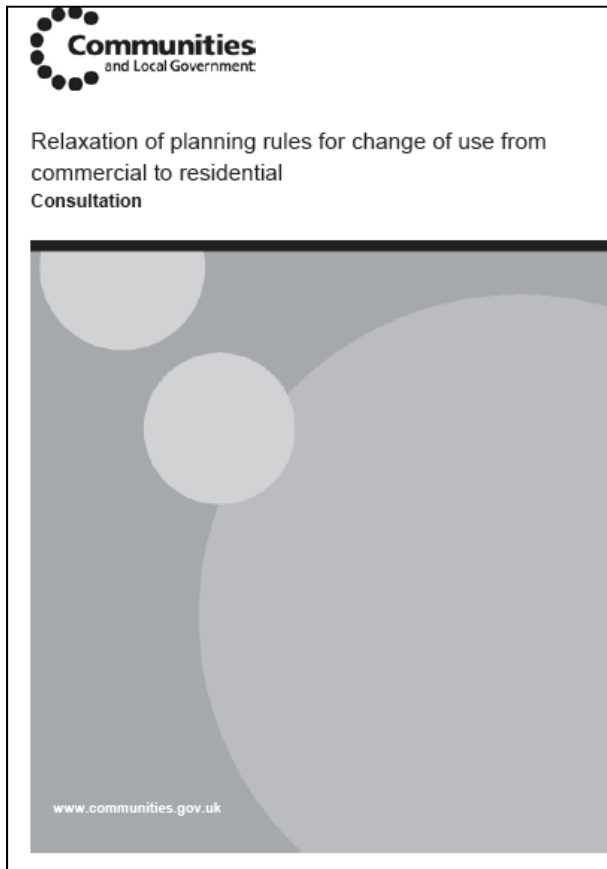 Communities
and Local Government
Relaxation of planning rules for change of use from
commercial to residential
Consultation
www.communities.gov.uk